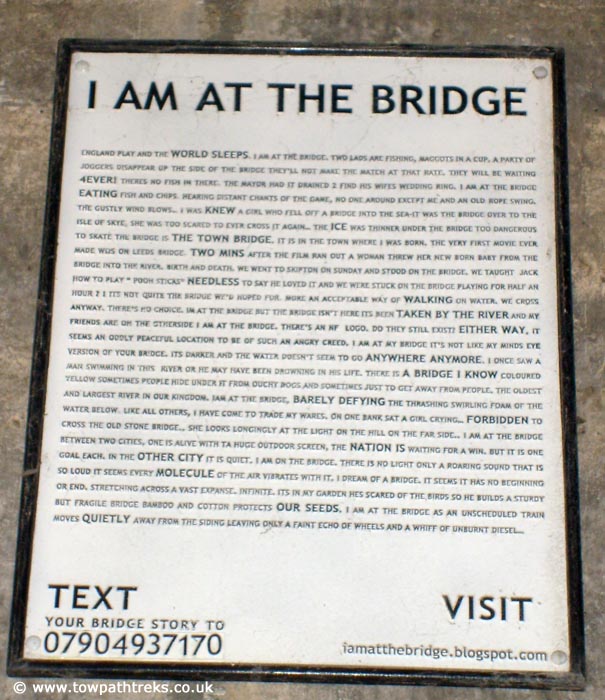 I AM AT THE BRIDGE
ENGLAND PLAY AND THE WORLD SLEEPS. I AM AT THE BRIDGE. TWO LADS ARE FISHING, MAGGOTS IN A CUP. A PARTY OF
JOGGERS DISAPPEAR UP THE SIDE OF THE BRIDGE THEY'LL NOT MAKE THE MATCH AT THAT RATE. THEY WILL BE WAITING
4EVER! THERES NO FISH IN THERE. THE MAYOR HAD IT DRAINED 2 FIND HIS WIFES WEDDING RING. I AM AT THE BRIDGE
EATING FISH AND CHIPS. HEARING DISTANT CHANTS OF THE GAME, NO ONE AROUND EXCEPT ME AND AN OLD ROPE SWING.
THE GUSTLY WIND BLOWS.. I WAS KNEW A GIRL WHO FELL OFF A BRIDGE INTO THE SEA-IT WAS THE BRIDGE OVER TO THE
ISLE OF SKYE, SHE WAS TOO SCARED TO EVER CROSS IT AGAIN.. THE ICE WAS THINNER UNDER THE BRIDGE TOO DANGEROUS
TO SKATE THE BRIDGE IS THE TOWN BRIDGE. IT IS IN THE TOWN WHERE I WAS BORN. THE VERY FIRST MOVIE EVER
MADE WAS ON LEEDS BRIDGE. TWO MINS AFTER THE FILM RAN OUT A WOMAN THREW HER NEW BORN BABY FROM THE
BRIDGE INTO THE RIVER. BIRTH AND DEATH. WE WENT TO SKIPTON ON SUNDAY AND STOOD ON THE BRIDGE. WE TAUGHT JACK
HOW TO PLAY " POOH STICKS" NEEDLESS TO SAY HE LOVED IT AND WE WERE STUCK ON THE BRIDGE PLAYING FOR HALF AN
HOUR 2 1 ITS NOT QUITE THE BRIDGE WE'D HOPED FOR. MORE AN ACCEPTABLE WAY OF WALKING ON WATER. WE CROSS
ANYWAY. THERE'S NO CHOICE. IM AT THE BRIDGE BUT THE BRIDGE ISN'T HERE ITS BEEN TAKEN BY THE RIVER AND MY
FRIENDS ARE ON THE OTHERSIDE I AM AT THE BRIDGE. THERE'S AN NF LOGO. DO THEY STILL EXIST? EITHER WAY, IT
SEEMS AN ODDLY PEACEFUL LOCATION TO BE OF SUCH AN ANGRY CREED. I AM AT MY BRIDGE IT'S NOT LIKE MY MINDS EYE
VERSION OF YOUR BRIDGE. ITS DARKER AND THE WATER DOESN'T SEEM TO GO ANYWHERE ANYMORE. I ONCE SAW A
MAN SWIMMING IN THIS RIVER OR HE MAY HAVE BEEN DROWNING IN HIS LIFE. THERE IS A BRIDGE I KNOW COLOURED
YELLOW SOMETIMES PEOPLE HIDE UNDER IT FROM OUCHY DOGS AND SOMETIMES JUST TO GET AWAY FROM PEOPLE. THE OLDEST
AND LARGEST RIVER IN OUR KINGDOM. IAM AT THE BRIDGE, BARELY DEFYING THE THRASHING SWIRLING FOAM OF THE
WATER BELOW. LIKE ALL OTHERS, I HAVE COME TO TRADE MY WARES. ON ONE BANK SAT A GIRL CRYING.. FORBIDDEN TO
CROSS THE OLD STONE BRIDGE.. SHE LOOKS LONGINGLY AT THE LIGHT ON THE HILL ON THE FAR SIDE.. I AM AT THE BRIDGE
BETWEEN TWO CITIES, ONE IS ALIVE WITH TA HUGE OUTDOOR SCREEN, THE NATION IS WAITING FOR A WIN. BUT IT IS ONE
GOAL EACH. IN THE OTHER CITY IT IS QUIET. I AM ON THE BRIDGE. THERE IS NO LIGHT ONLY A ROARING SOUND THAT IS
SO LOUD IT SEEMS EVERY MOLECULE OF THE AIR VIBRATES WITH IT. I DREAM OF A BRIDGE. IT SEEMS IT HAS NO BEGINNING
OR END. STRETCHING ACROSS A VAST EXPANSE. INFINITE. ITS IN MY GARDEN HES SCARED OF THE BIRDS SO HE BUILDS A STURDY
BUT FRAGILE BRIDGE BAMBOO AND COTTON PROTECTS OUR SEEDS. I AM AT THE BRIDGE AS AN UNSCHEDULED TRAIN
MOVES QUIETLY AWAY FROM THE SIDING LEAVING ONLY A FAINT ECHO OF WHEELS AND A WHIFF OF UNBURNT DIESEL..
TEXT
YOUR BRIDGE STORY TO
07904937170
VISIT
iamatthebridge.blogspot.com
© www.towpathtreks.co.uk